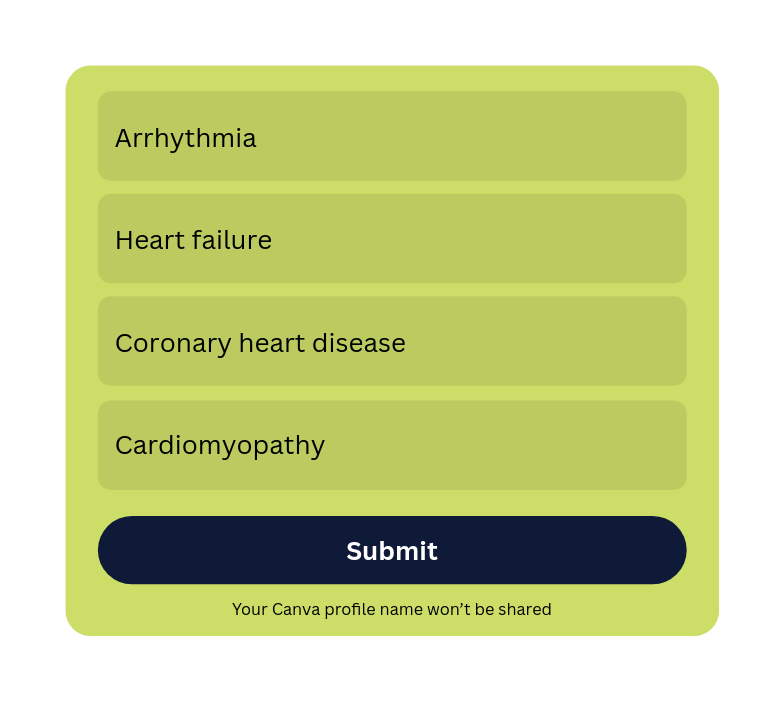 Arrhythmia
Heart failure
Coronary heart disease
Cardiomyopathy
Submit
Your Canva profile name won’t be shared